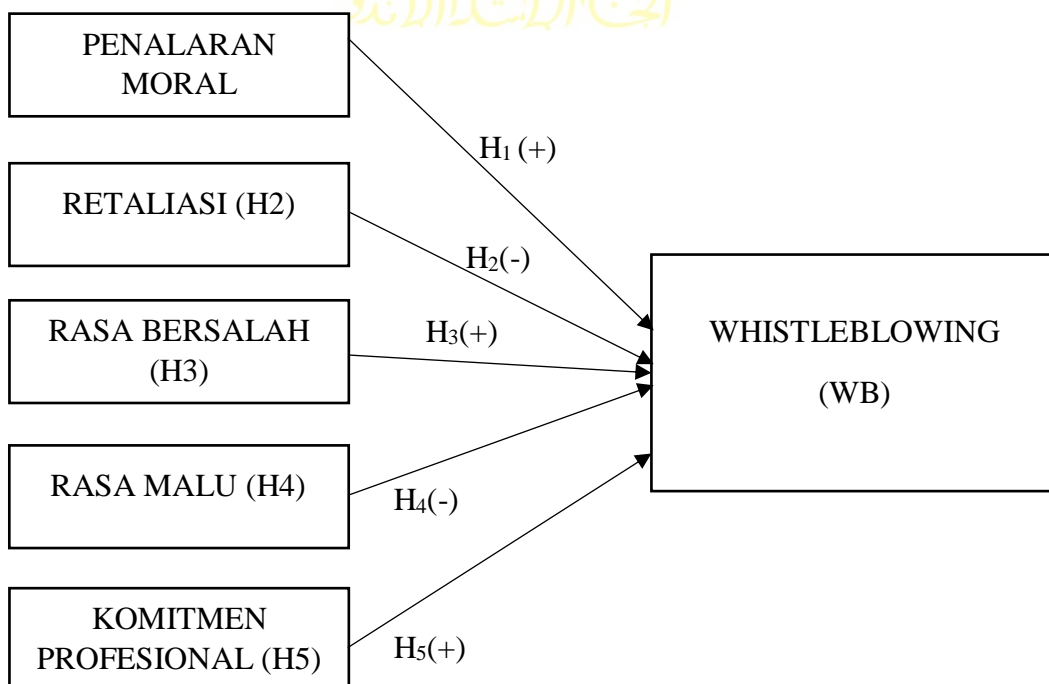 PENALARAN
MORAL
H₁ (+)
RETALIASI (H2)
H₂(-)
RASA BERSALAH
(H3)
H₃(+)
WHISTLEBLOWING
(WB)
RASA MALU (H4)
H₄(-)
KOMITMEN
PROFESIONAL (H5)
H₅(+)